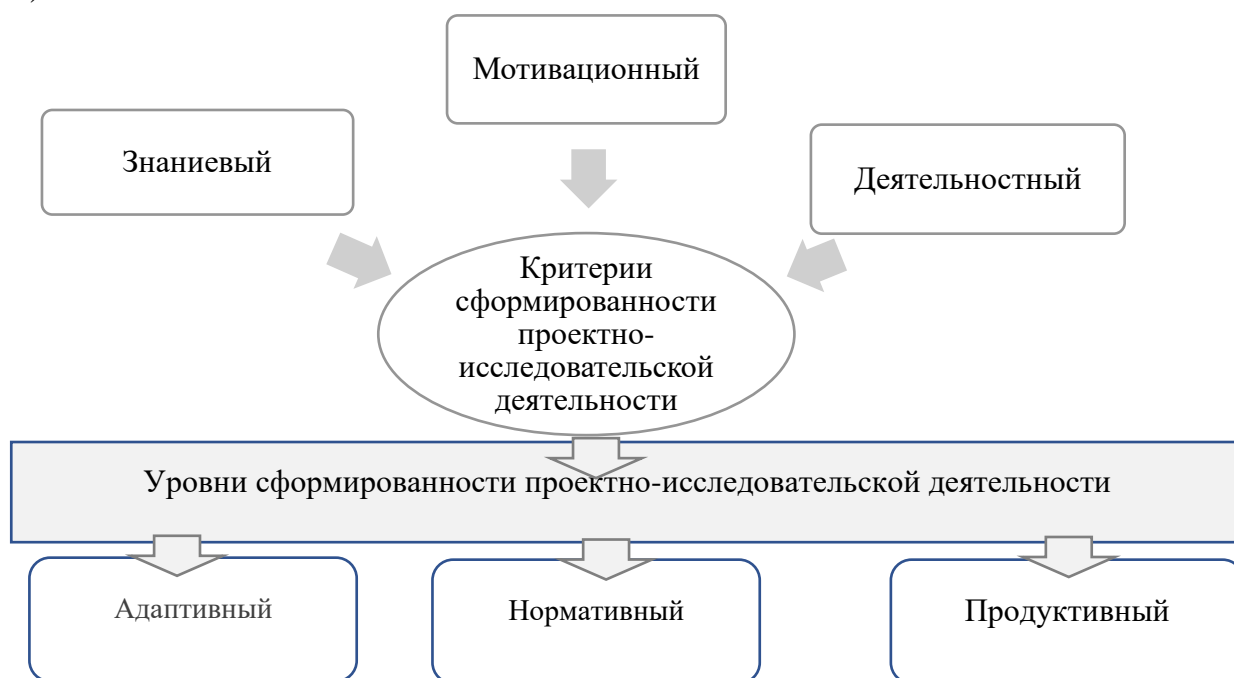 )
Мотивационный
Знаниевый
Деятельностный
Критерии
сформированности
проектно-
исследовательской
деятельности
Уровни сформированности проектно-исследовательской деятельности
Адаптивный
Нормативный
Продуктивный